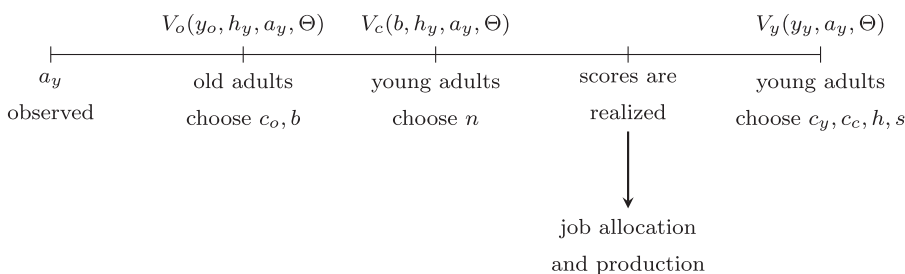 V_o(y_o, h_y, a_y, Θ) V_c(b, h_y, a_y, Θ) V_y(y_y, a_y, Θ)
a_y old adults young adults scores are young adults
observed choose c_o, b choose n realized choose c_y, c_c, h, s
job allocation
and production